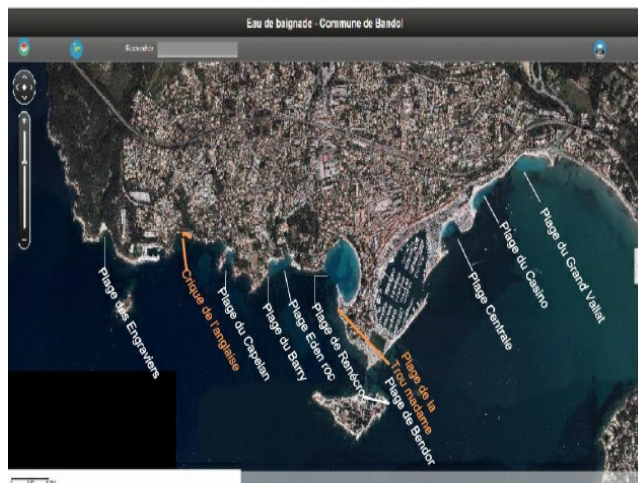 Eau de baignade - Commune de Bandol
Rechercher
Plage des Engraviers
Crique de l'anglaise
Plage du Capelan
Plage du Barry
Plage Eden roc
Plage de Renécros
Plage de la
Trou madame
Plage de Bendor
Plage Centrale
Plage du Casino
Plage du Grand Vallat